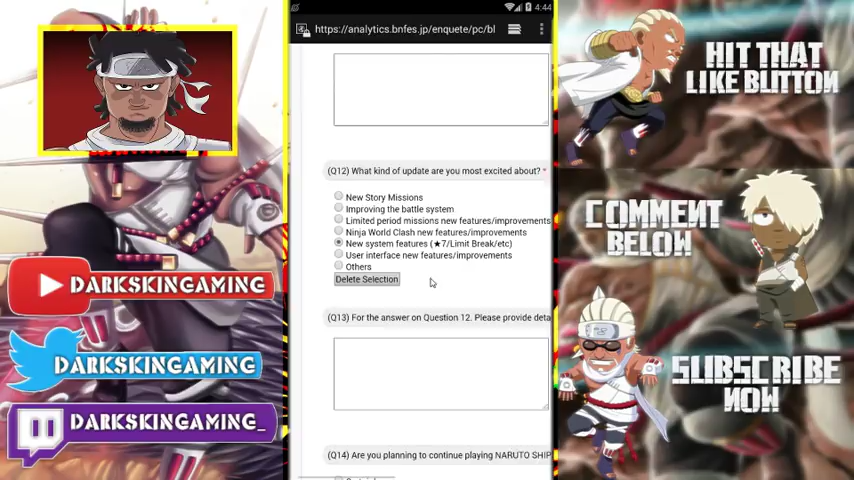 4:44
https://analytics.bnfes.jp/enquete/pc/bl
HIT THAT
LIKE BUTTON
(Q12) What kind of update are you most excited about? *
New Story Missions
Improving the battle system
Limited period missions new features/improvements
Ninja World Clash new features/improvements
New system features (★7/Limit Break/etc)
User interface new features/improvements
Others
Delete Selection
COMMENT
BELOW
DARKSKINGAMING
(Q13) For the answer on Question 12. Please provide deta
DARKSKINGAMING
SUBSCRIBE
NOW
DARKSKINGAMING_
(Q14) Are you planning to continue playing NARUTO SHIP